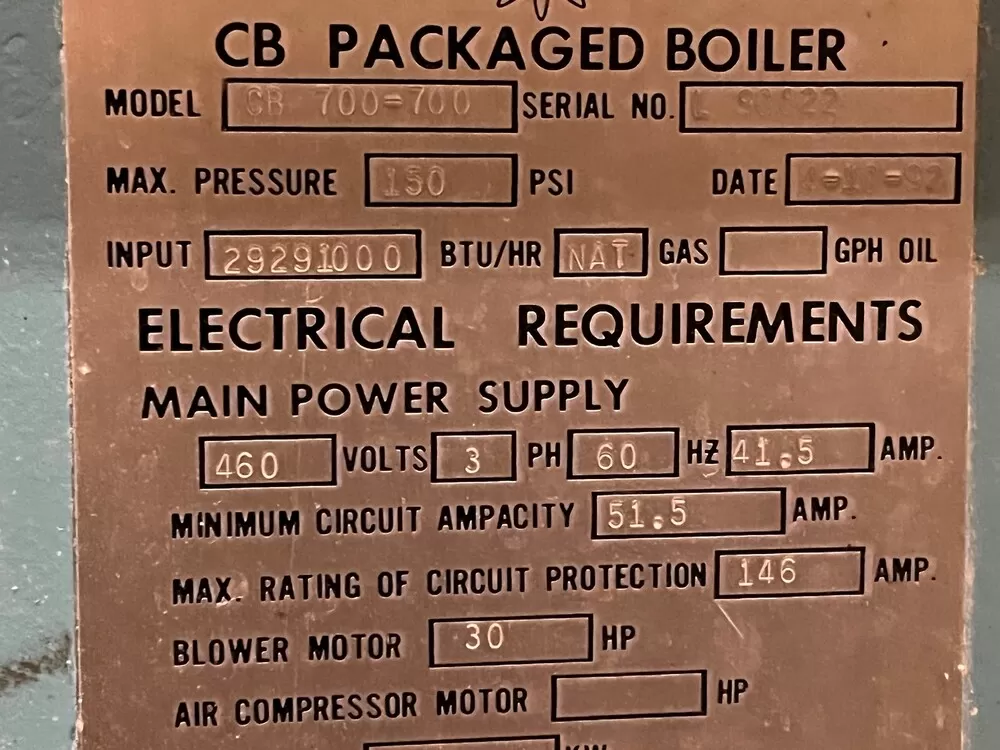 CB PACKAGED BOILER
MODEL CB 700=700 SERIAL NO. L
MAX. PRESSURE 150 PSI DATE
INPUT 29291000 BTU/HR NAT GAS GPH OIL
ELECTRICAL REQUIREMENTS
MAIN POWER SUPPLY
460 VOLTS 3 PH 60 HZ 41.5 AMP.
MINIMUM CIRCUIT AMPACITY 51.5 AMP.
MAX. RATING OF CIRCUIT PROTECTION 146 AMP.
BLOWER MOTOR 30 HP
AIR COMPRESSOR MOTOR HP
KW